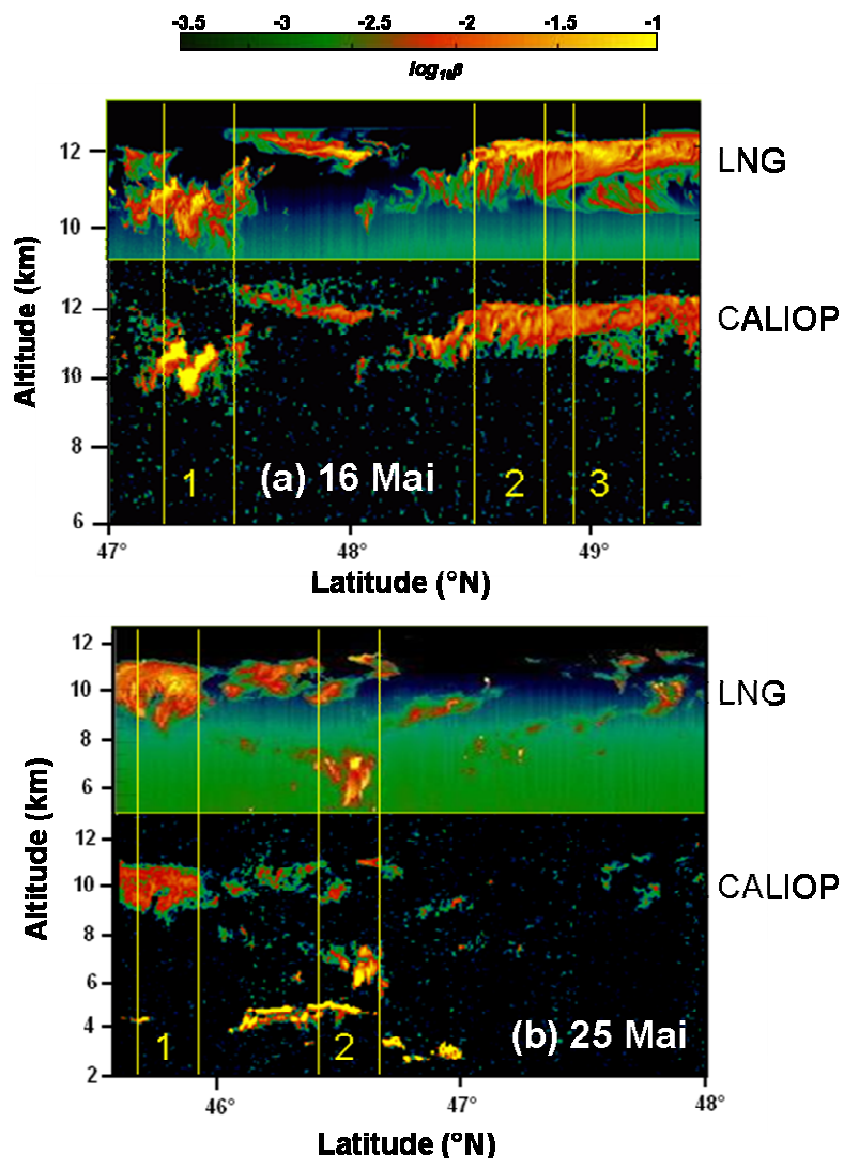 -3.5 -3 -2.5 -2 -1.5 -1
log₁₀β
LNG
12
10
Altitude (km)
CALIOP
12
10
8
6
1 (a) 16 Mai 2 3
47° 48° 49°
Latitude (°N)
12
LNG
10
8
6
Altitude (km)
12
CALIOP
10
8
6
4
1 2 (b) 25 Mai
2
46° 47° 48°
Latitude (°N)